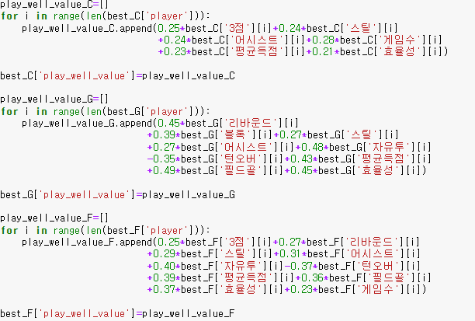 play_well_value_C=[]
for i in range(len(best_C['player'])):
    play_well_value_C.append(0.25*best_C['3점'][i]+0.24*best_C['스틸'][i]
                            +0.24*best_C['어시스트'][i]+0.28*best_C['게임수'][i]
                            +0.23*best_C['평균득점'][i]+0.21*best_C['효율성'][i])
best_C['play_well_value']=play_well_value_C
play_well_value_G=[]
for i in range(len(best_G['player'])):
    play_well_value_G.append(0.45*best_G['리바운드'][i]
                            +0.39*best_G['블록'][i]+0.27*best_G['스틸'][i]
                            +0.27*best_G['어시스트'][i]+0.48*best_G['자유투'][i]
                            -0.35*best_G['턴오버'][i]+0.43*best_G['평균득점'][i]
                            +0.49*best_G['필드골'][i]+0.45*best_G['효율성'][i])
best_G['play_well_value']=play_well_value_G
play_well_value_F=[]
for i in range(len(best_F['player'])):
    play_well_value_F.append(0.25*best_F['3점'][i]+0.27*best_F['리바운드'][i]
                            +0.29*best_F['스틸'][i]+0.31*best_F['어시스트'][i]
                            +0.40*best_F['자유투'][i]-0.37*best_F['턴오버'][i]
                            +0.39*best_F['평균득점'][i]+0.36*best_F['필드골'][i]
                            +0.37*best_F['효율성'][i]+0.23*best_F['게임수'][i])
best_F['play_well_value']=play_well_value_F